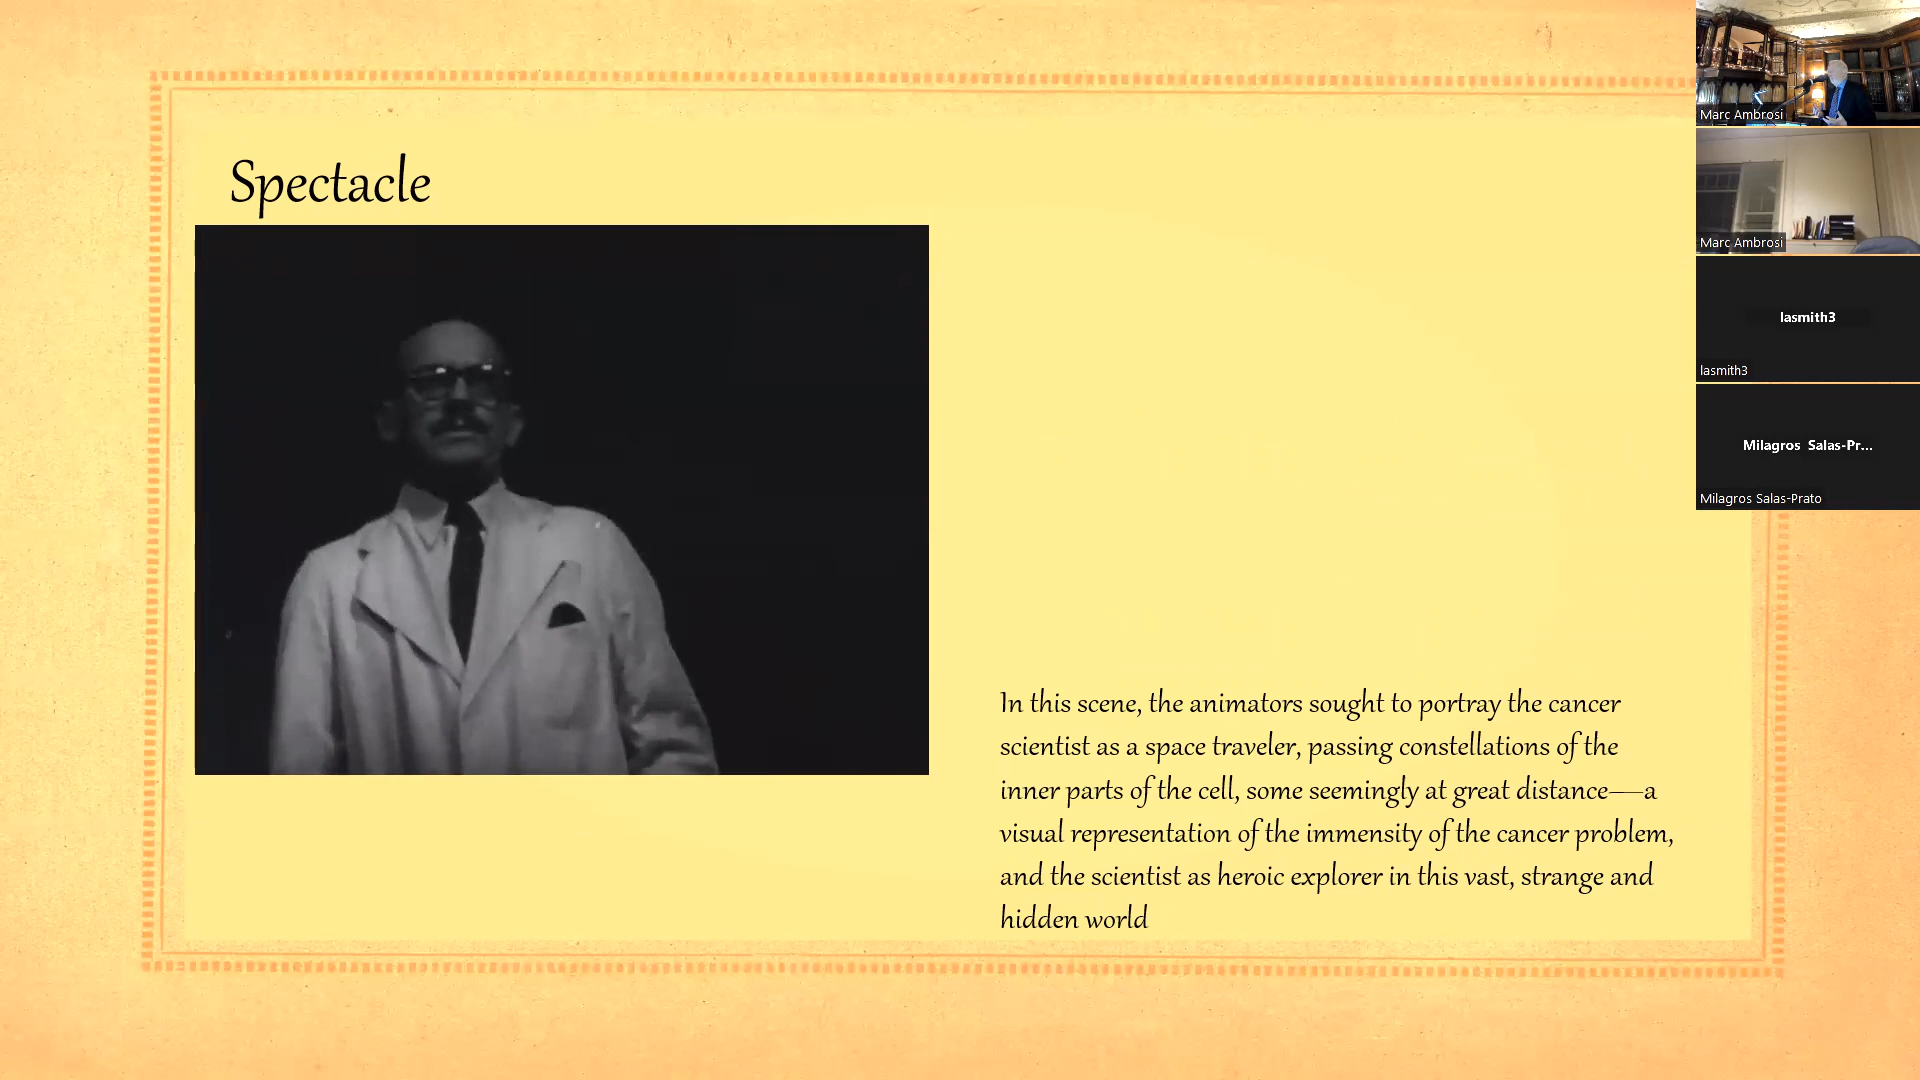 Spectacle
In this scene, the animators sought to portray the cancer
scientist as a space traveler, passing constellations of the
inner parts of the cell, some seemingly at great distance—a
visual representation of the immensity of the cancer problem,
and the scientist as heroic explorer in this vast, strange and
hidden world
Marc Ambrosi
Marc Ambrosi
lasmith3
lasmith3
Milagros Salas-Pr...
Milagros Salas-Prato